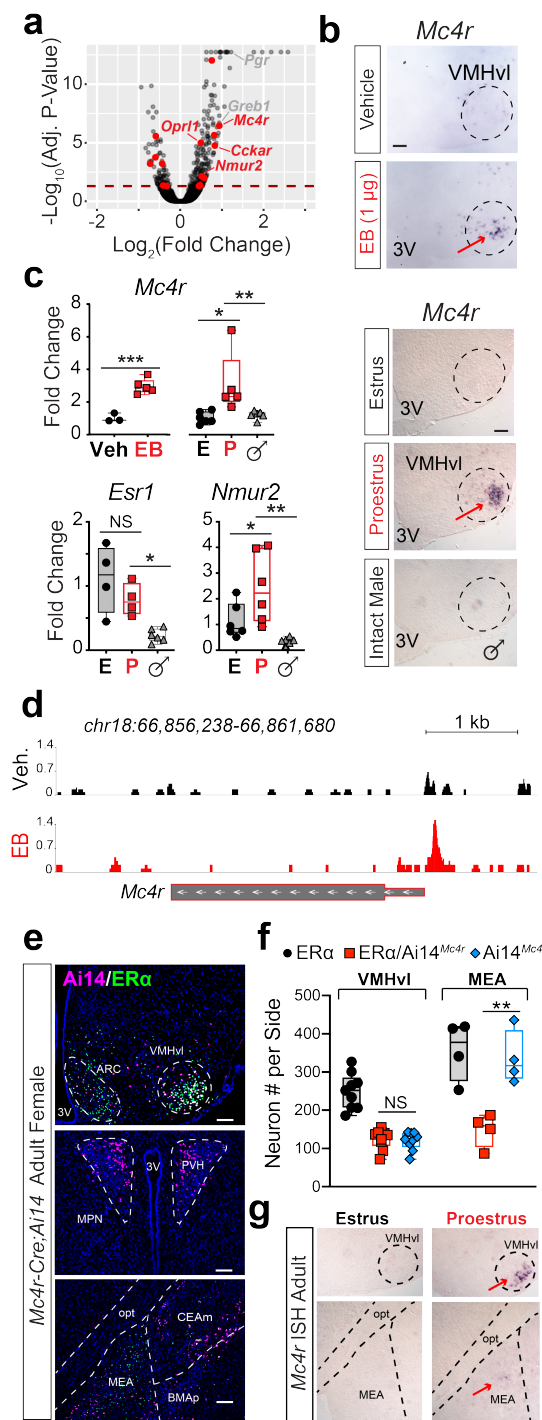 a
-Log10(Adj. P-Value)
10
5
0
-2
0
2
Log2(Fold Change)
Pgr
Greb1
Mc4r
Oprl1
Cckar
Nmur2
b
Mc4r
Vehicle
VMHvl
EB (1 µg)
3V
Mc4r
Estrus
3V
Proestrus
VMHvl
3V
Intact Male
3V
♂
c
Mc4r
Fold Change
8
6
4
2
0
***
Veh EB
* **
E P ♂
Esr1
Fold Change
2
1
0
NS
*
E P ♂
Nmur2
5
4
3
2
1
0
* **
E P ♂
d
chr18:66,856,238-66,861,680
1 kb
Veh.
1.4
0.7
0
EB
1.4
0.7
0
Mc4r
e
Mc4r-Cre;Ai14 Adult Female
Ai14/ERα
ARC
VMHvl
3V
3V
PVH
MPN
opt
CEAm
MEA
BMAp
f
ERα ERα/Ai14Mc4r Ai14Mc4
VMHvl MEA
Neuron # per Side
500
400
300
200
100
0
NS
**
g
Mc4r ISH Adult
Estrus Proestrus
VMHvl VMHvl
opt opt
MEA MEA